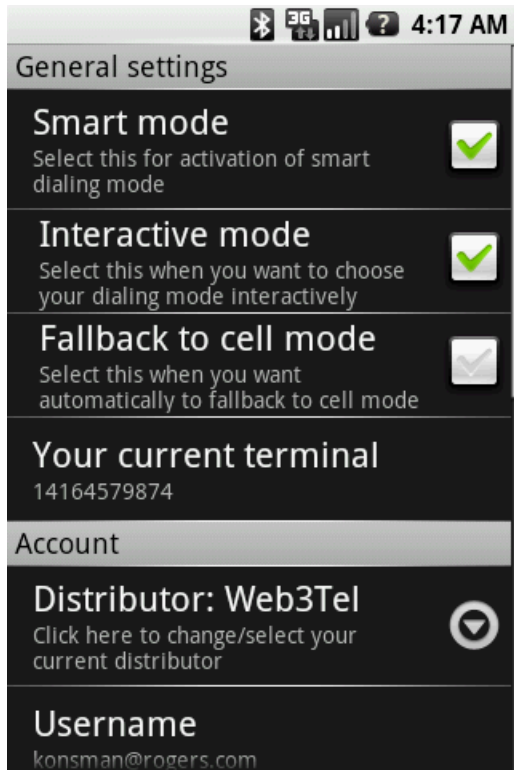 3G 4:17 AM
General settings
Smart mode
Select this for activation of smart
dialing mode
Interactive mode
Select this when you want to choose
your dialing mode interactively
Fallback to cell mode
Select this when you want
automatically to fallback to cell mode
Your current terminal
14164579874
Account
Distributor: Web3Tel
Click here to change/select your
current distributor
Username
konsman@rogers.com